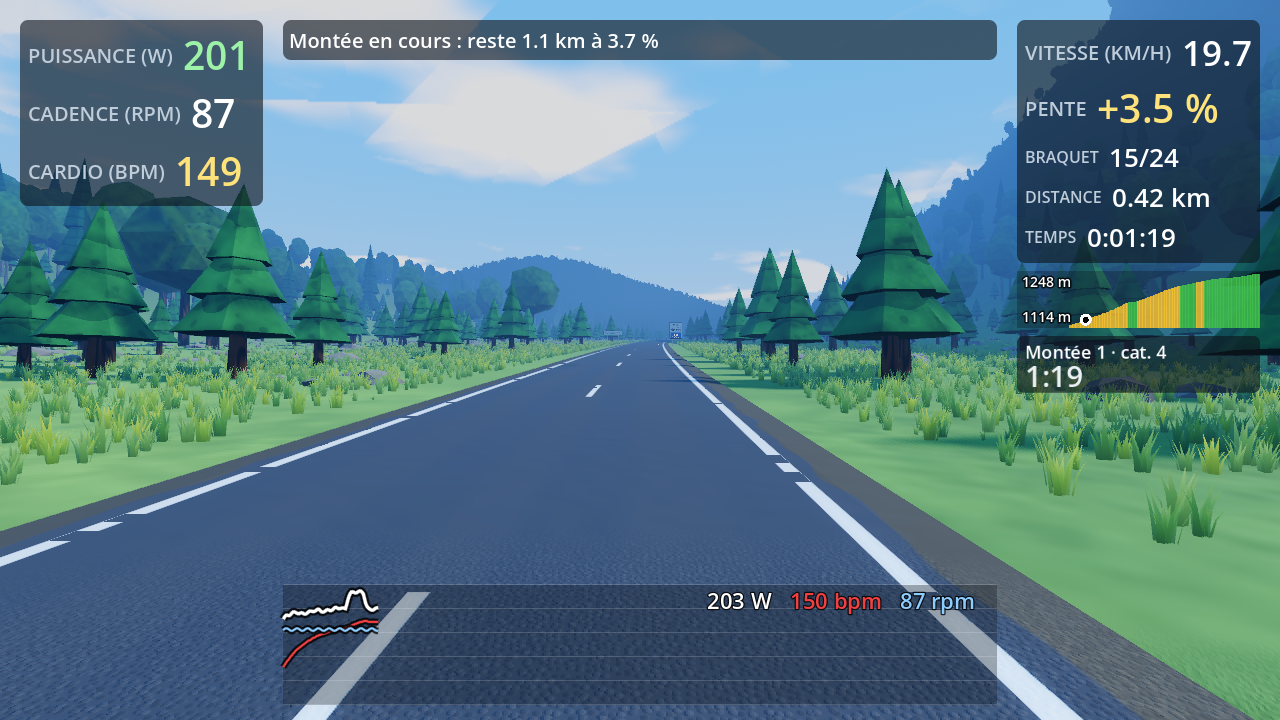 PUISSANCE (W) 201
CADENCE (RPM) 87
CARDIO (BPM) 149
Montée en cours : reste 1.1 km à 3.7 %
VITESSE (KM/H) 19.7
PENTE +3.5 %
BRAQUET 15/24
DISTANCE 0.42 km
TEMPS 0:01:19
1248 m
1114 m
Montée 1 · cat. 4
1:19
203 W 150 bpm 87 rpm